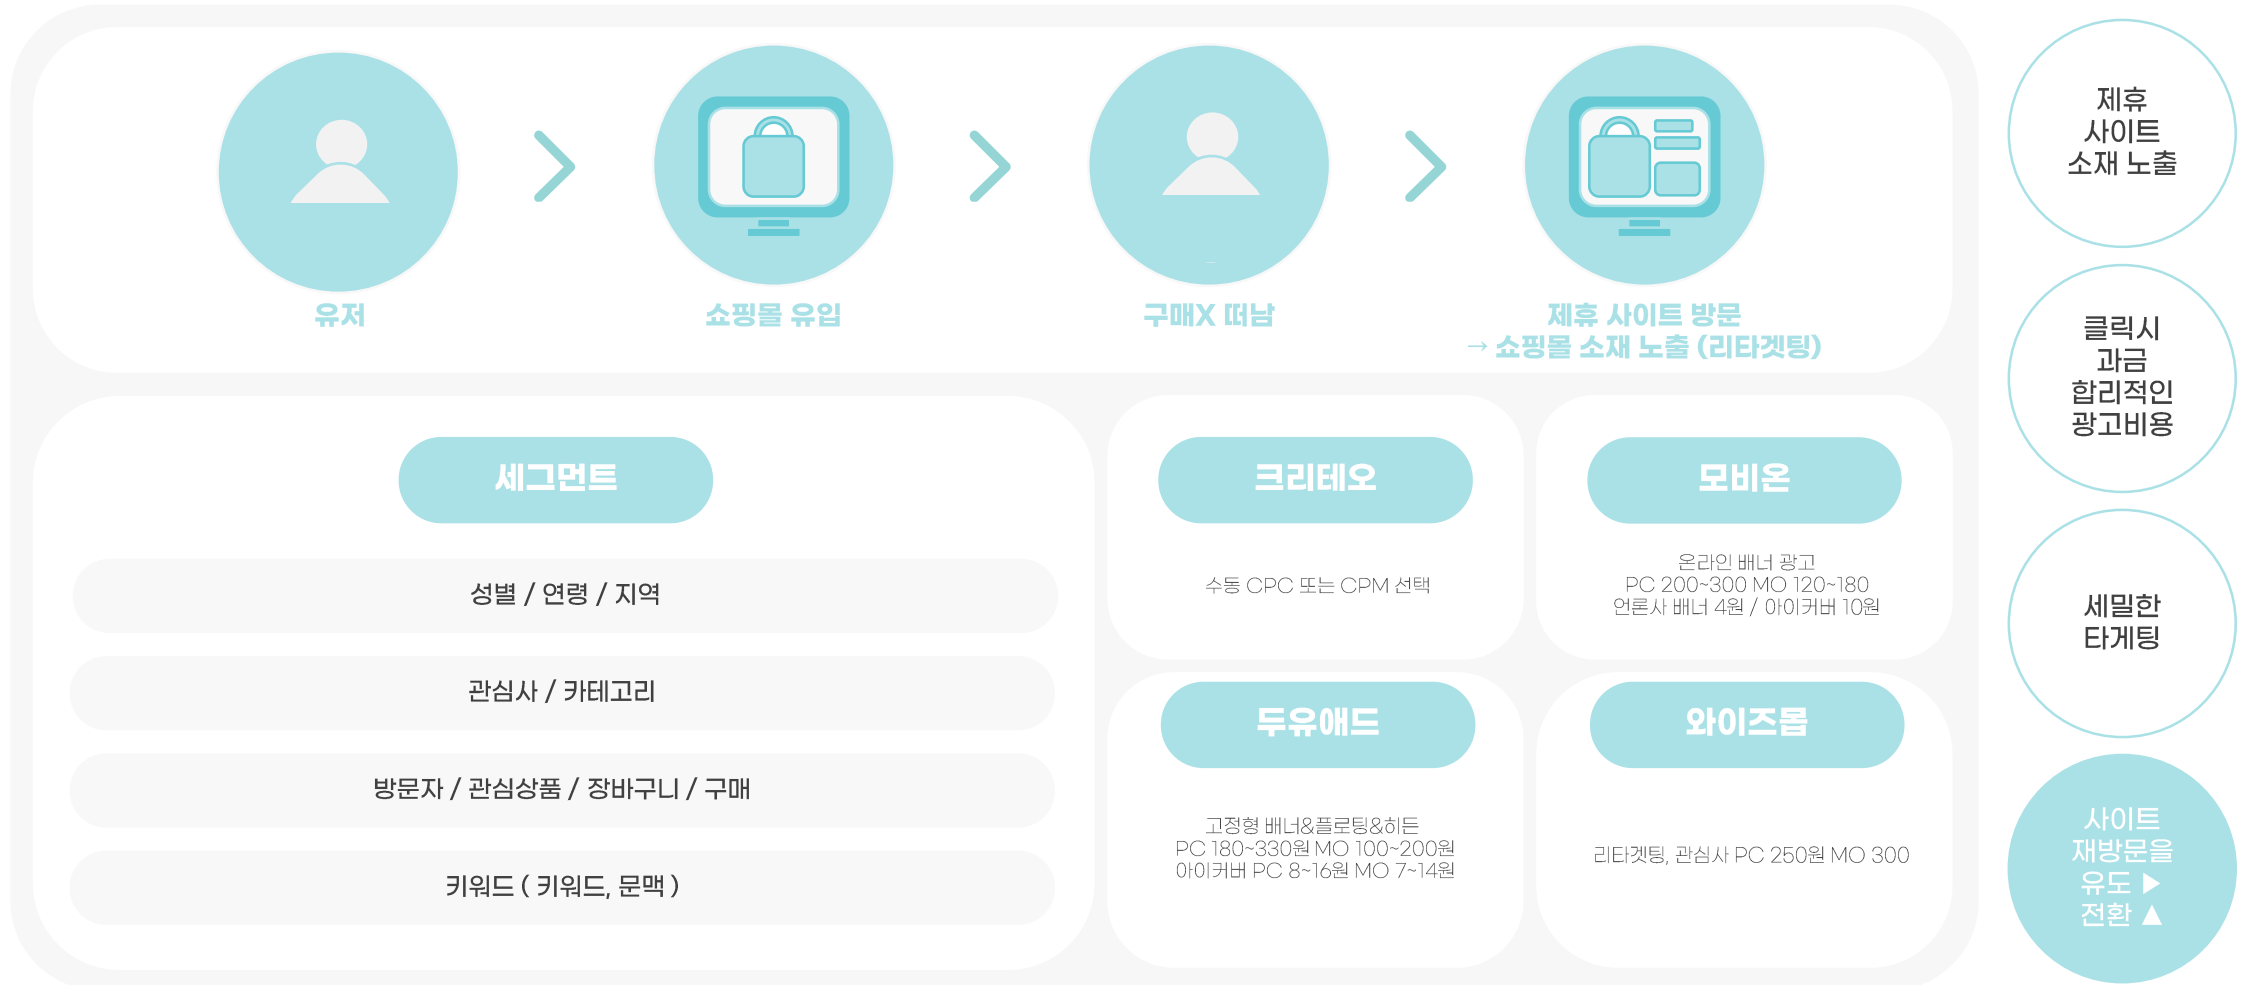 유저
쇼핑몰 유입
구매X 떠남
제휴 사이트 방문
→ 쇼핑몰 소재 노출 (리타겟팅)
세그먼트
성별 / 연령 / 지역
관심사 / 카테고리
방문자 / 관심상품 / 장바구니 / 구매
키워드 ( 키워드, 문맥 )
크리테오
수동 CPC 또는 CPM 선택
모비온
온라인 배너 광고
PC 200~300 MO 120~180
언론사 배너 4원 / 아이커버 10원
두유애드
고정형 배너&플로팅&히든
PC 180~330원 MO 100~200원
아이커버 PC 8~16원 MO 7~14원
와이즈몹
리타겟팅, 관심사 PC 250원 MO 300
제휴
사이트
소재 노출
클릭시
과금
합리적인
광고비용
세밀한
타게팅
사이트
재방문을
유도 ▶
전환 ▲